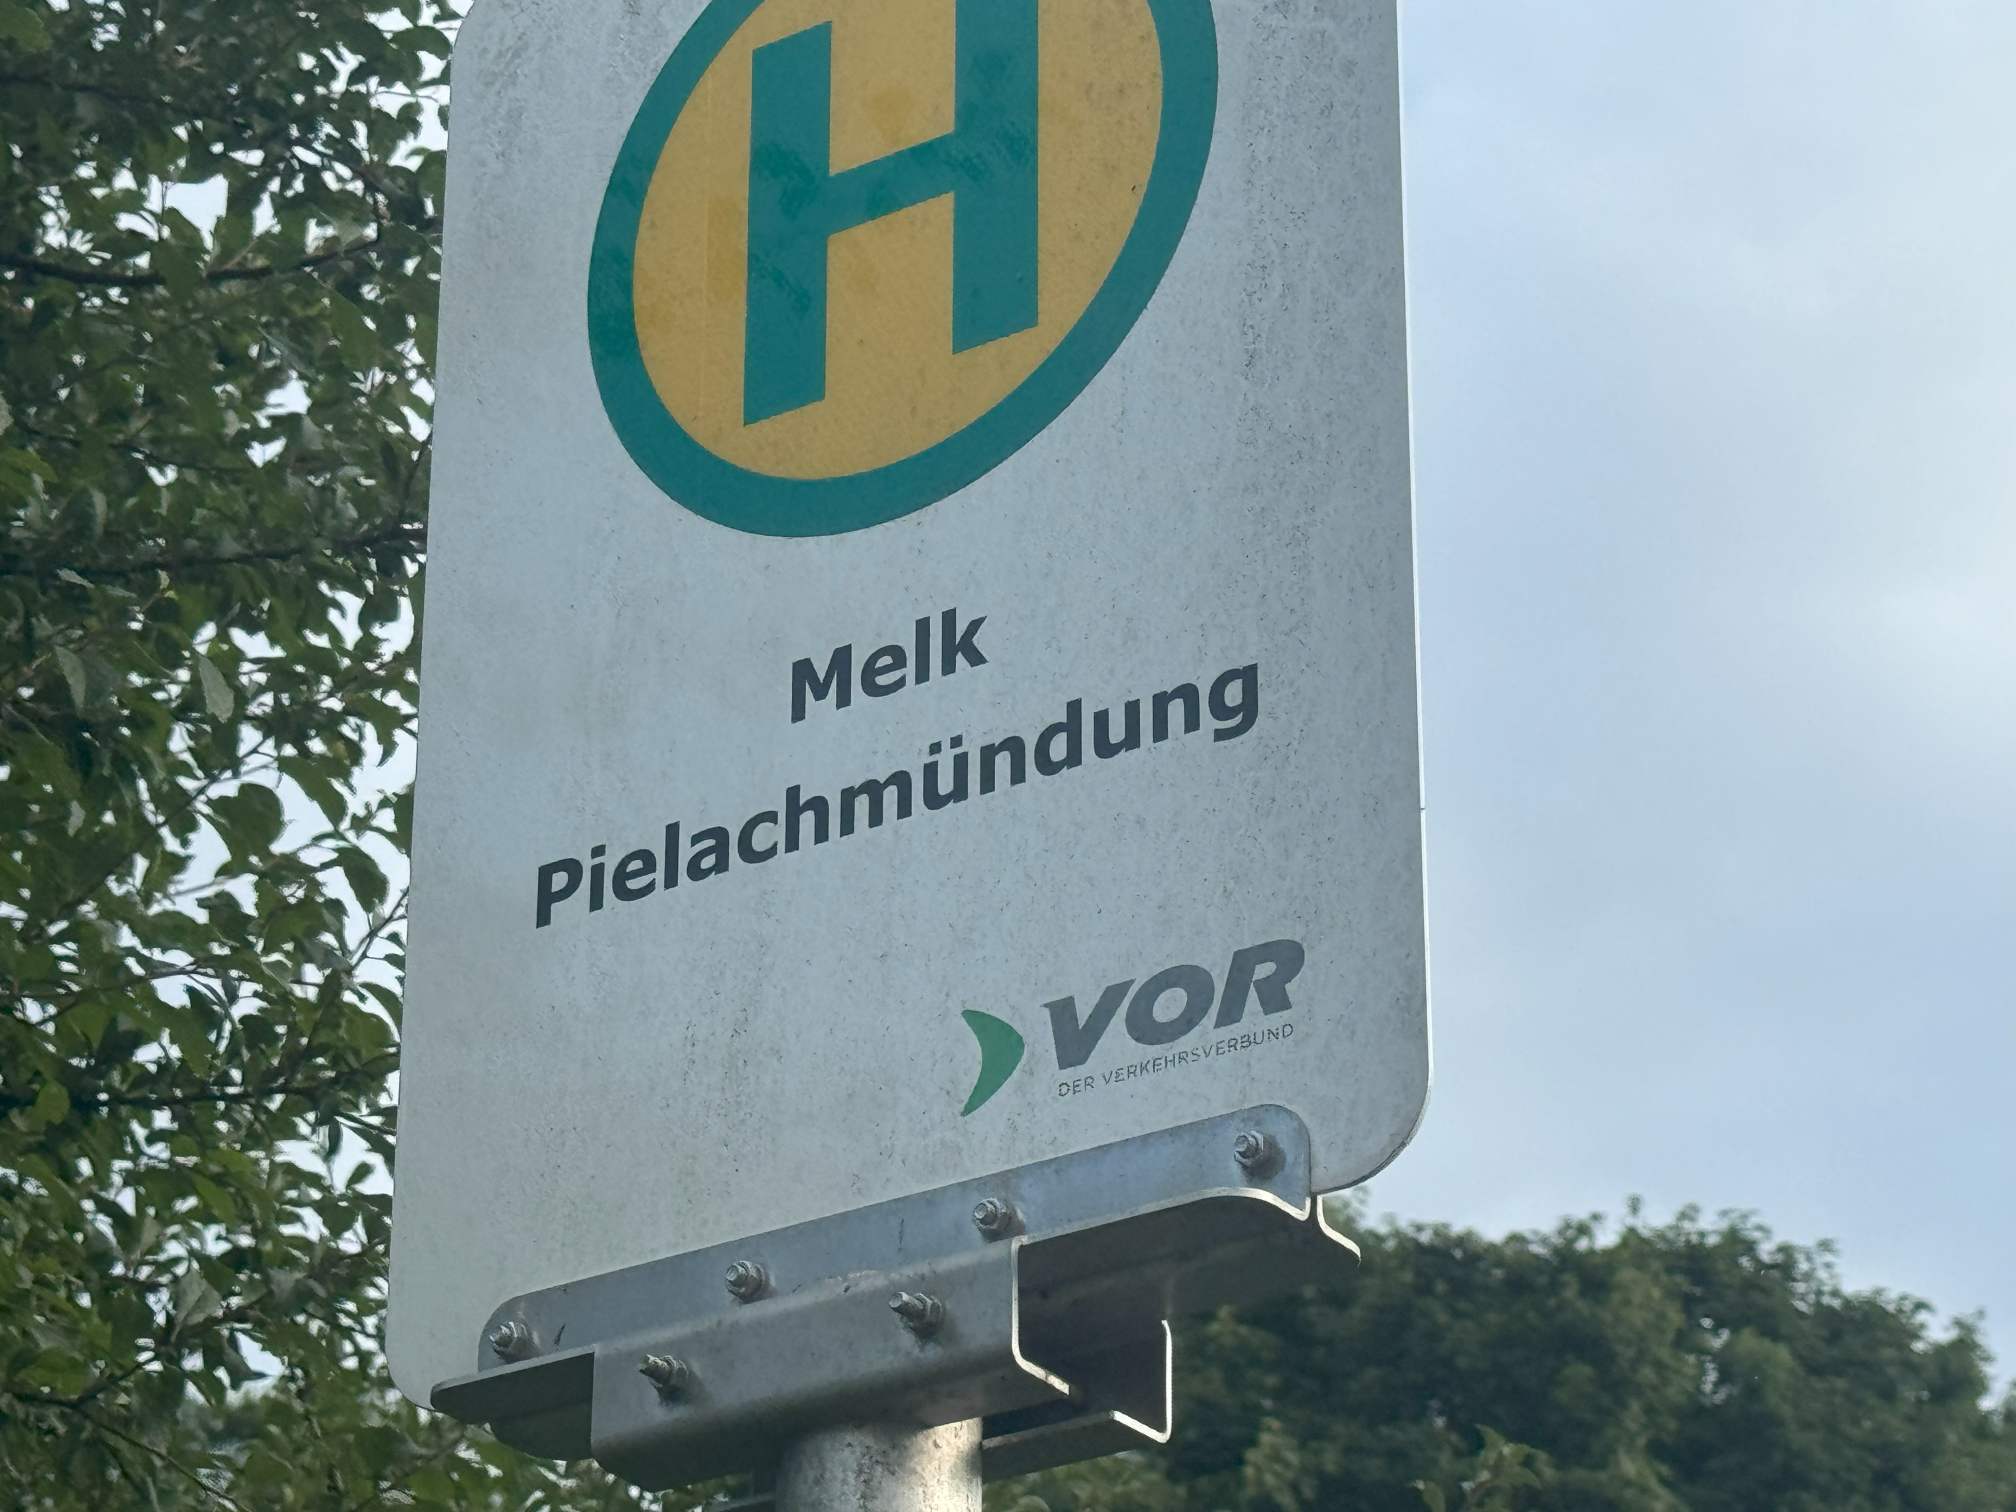 H
Melk
Pielachmündung
VOR
DER VERKEHRSVERBUND